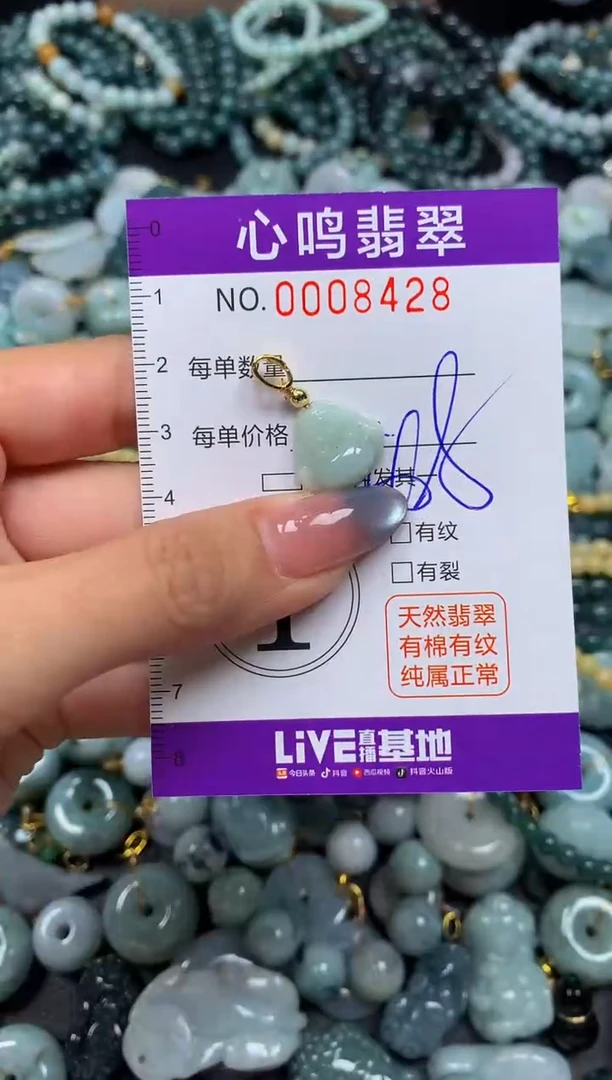 心鸣翡翠
0
1
NO.0008428
2
每单数量
3
每单价格
4
发其
有纹
有裂
1
天然翡翠
有棉有纹
纯属正常
7
8
LiVE直播基地
今日头条 抖音 西瓜视频 抖音火山版